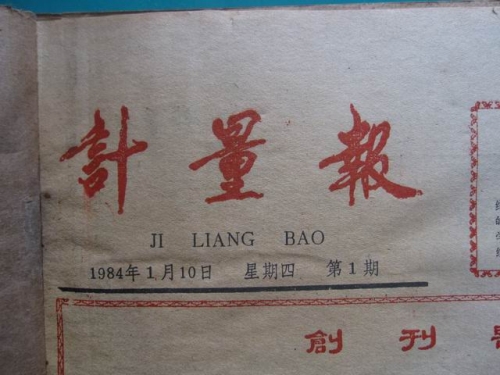 計量報
JI LIANG BAO
1984年1月10日 星期四 第1期
創刊